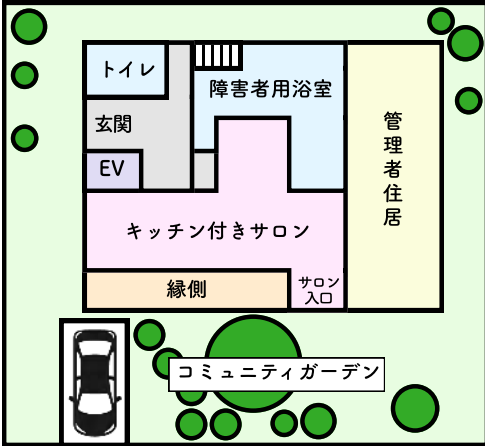 トイレ
障害者用浴室
玄関
管理者住居
EV
キッチン付きサロン
縁側
サロン
入口
コミュニティガーデン